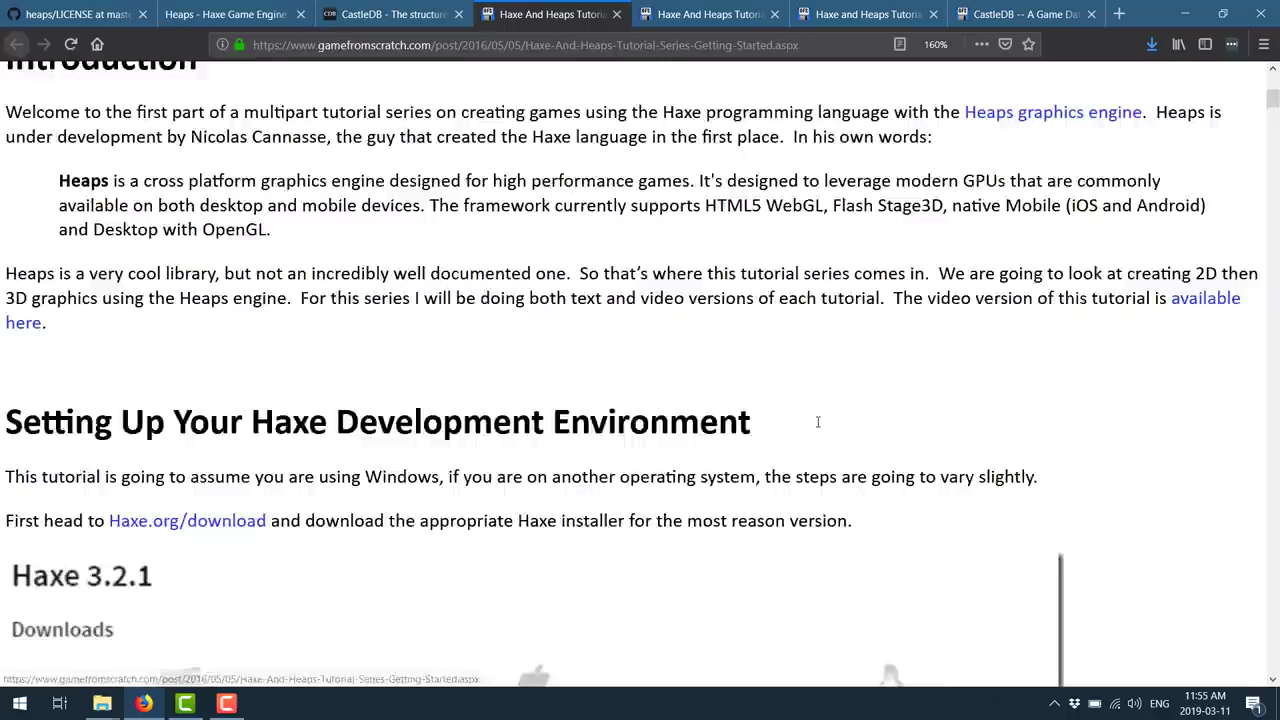 heaps/LICENSE at mast
Heaps - Haxe Game Engine
CDB
CastleDB - The structure
Haxe And Heaps Tutoria
Haxe And Heaps Tutoria
Haxe and Heaps Tutoria
CastleDB -- A Game Da
https://www.gamefromscratch.com/post/2016/05/05/Haxe-And-Heaps-Tutorial-Series-Getting-Started.aspx
160%
Introduction
Welcome to the first part of a multipart tutorial series on creating games using the Haxe programming language with the Heaps graphics engine. Heaps is
under development by Nicolas Cannasse, the guy that created the Haxe language in the first place. In his own words:
Heaps is a cross platform graphics engine designed for high performance games. It's designed to leverage modern GPUs that are commonly
available on both desktop and mobile devices. The framework currently supports HTML5 WebGL, Flash Stage3D, native Mobile (iOS and Android)
and Desktop with OpenGL.
Heaps is a very cool library, but not an incredibly well documented one. So that's where this tutorial series comes in. We are going to look at creating 2D then
3D graphics using the Heaps engine. For this series I will be doing both text and video versions of each tutorial. The video version of this tutorial is available
here.
Setting Up Your Haxe Development Environment
This tutorial is going to assume you are using Windows, if you are on another operating system, the steps are going to vary slightly.
First head to Haxe.org/download and download the appropriate Haxe installer for the most reason version.
Haxe 3.2.1
Downloads
https://www.gamefromscratch.com/post/2016/05/05/Haxe-And-Heaps-Tutorial-Series-Getting-Started.aspx
ENG
11:55 AM
2019-03-11
1